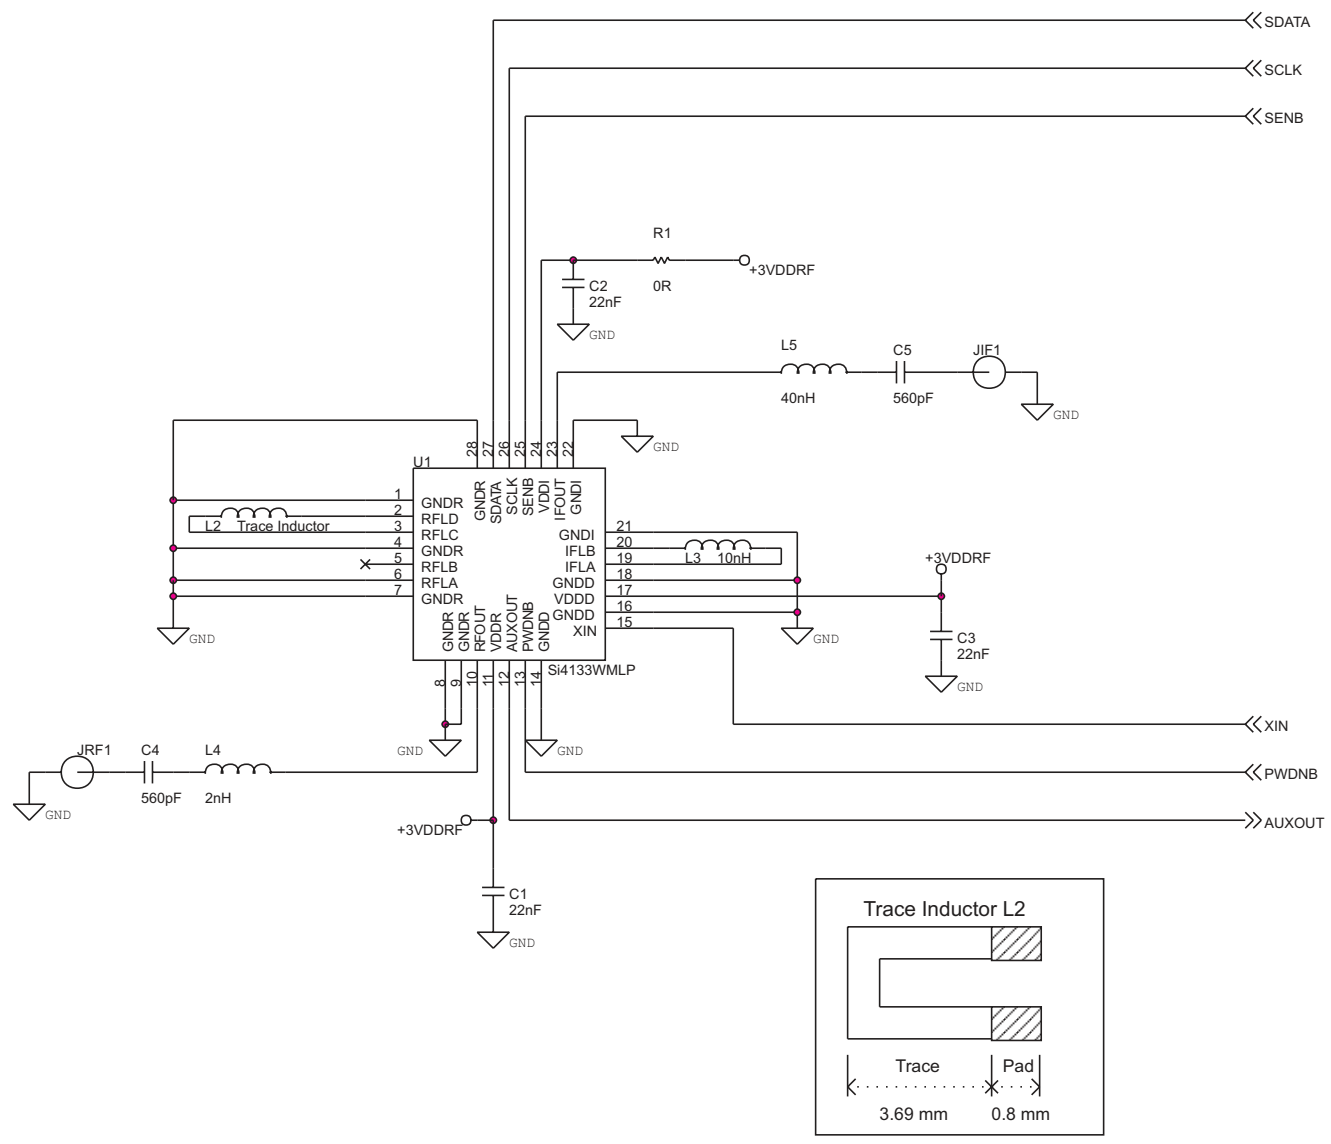 SDATA
SCLK
SENB
R1
+3VDDRF
C2
0R
22nF
GND
L5
C5
JIF1
40nH
560pF
GND
GND
28
27
26
25
24
23
22
U1
GNDR
SDATA
SCLK
SENB
VDDI
IFOUT
GNDI
1
GNDR
2
RFLD
L2 Trace Inductor
3
RFLC
4
GNDR
5
RFLB
6
RFLA
7
GNDR
GND
21
GNDI
20
IFLB
L3 10nH
19
IFLA
18
GNDD
17
VDDD
16
GNDD
15
XIN
GND
+3VDDRF
C3
22nF
GND
GNDR
GNDR
RFOUT
VDDR
AUXOUT
PWDNB
GNDD
Si4133WMLP
8
9
10
11
12
13
14
GND
GND
XIN
JRF1
C4
L4
560pF
2nH
GND
PWDNB
+3VDDRF
AUXOUT
C1
22nF
GND
Trace Inductor L2
Trace Pad
3.69 mm 0.8 mm